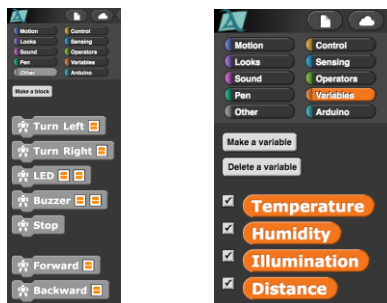 Motion Control
Looks Sensing
Sound Operators
Pen Variables
Other Arduino
Make a block
Turn Left
Turn Right
LED
Buzzer
Stop
Forward
Backward
Motion Control
Looks Sensing
Sound Operators
Pen Variables
Other Arduino
Make a variable
Delete a variable
Temperature
Humidity
Illumination
Distance